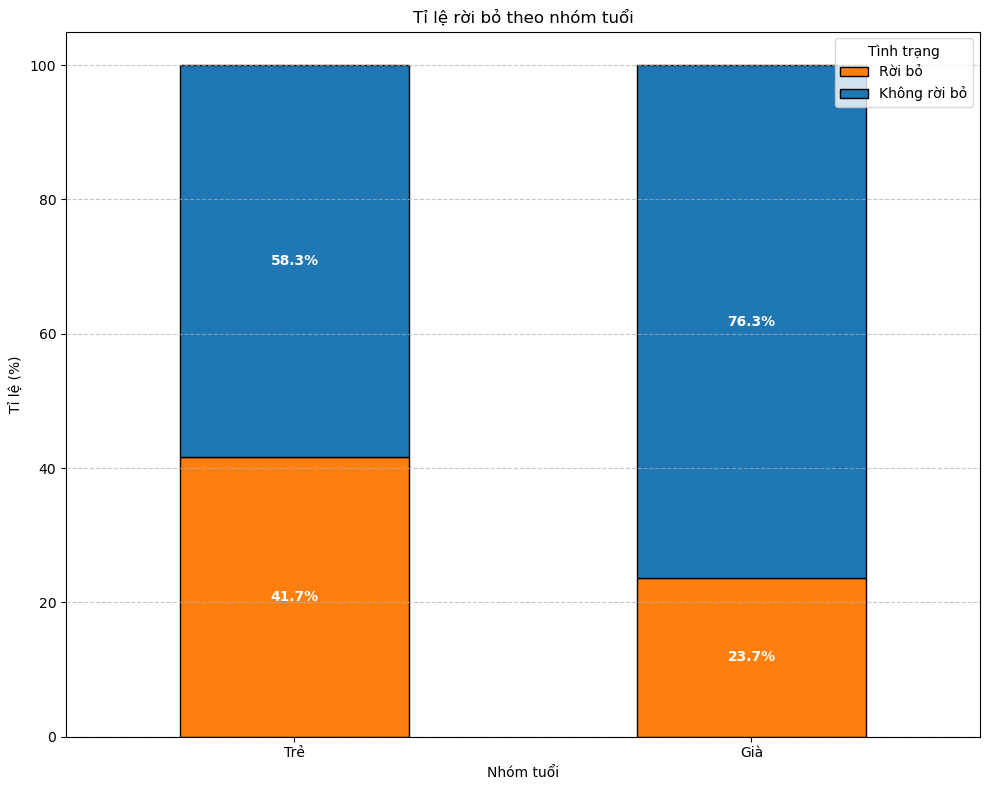 Tỉ lệ rời bỏ theo nhóm tuổi
Tình trạng
Rời bỏ
Không rời bỏ
Tỉ lệ (%)
100
80
60
40
20
0
58.3%
76.3%
41.7%
23.7%
Trẻ
Già
Nhóm tuổi